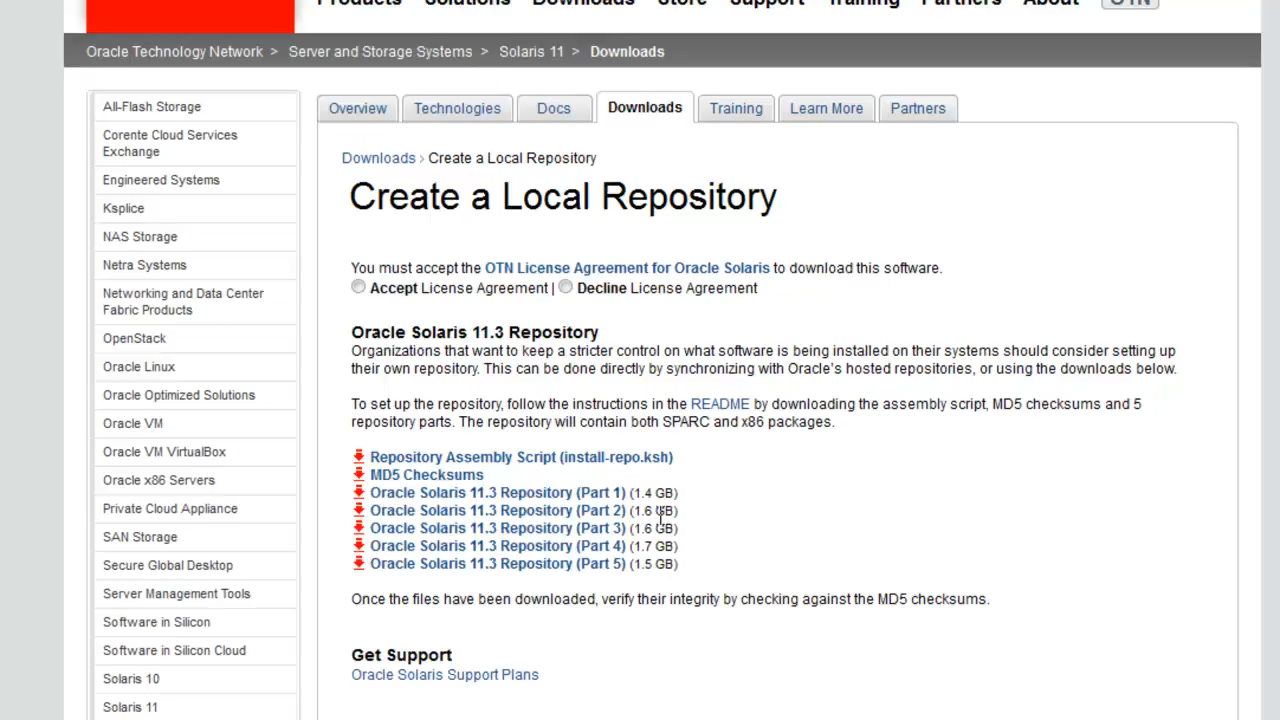 Products Solutions Downloads Store Support Training Partners About OTN
Oracle Technology Network > Server and Storage Systems > Solaris 11 > Downloads
All-Flash Storage
Corente Cloud Services
Exchange
Engineered Systems
Ksplice
NAS Storage
Netra Systems
Networking and Data Center
Fabric Products
OpenStack
Oracle Linux
Oracle Optimized Solutions
Oracle VM
Oracle VM VirtualBox
Oracle x86 Servers
Private Cloud Appliance
SAN Storage
Secure Global Desktop
Server Management Tools
Software in Silicon
Software in Silicon Cloud
Solaris 10
Solaris 11
Overview Technologies Docs Downloads Training Learn More Partners
Downloads › Create a Local Repository
Create a Local Repository
You must accept the OTN License Agreement for Oracle Solaris to download this software.
Accept License Agreement | Decline License Agreement
Oracle Solaris 11.3 Repository
Organizations that want to keep a stricter control on what software is being installed on their systems should consider setting up
their own repository. This can be done directly by synchronizing with Oracle's hosted repositories, or using the downloads below.
To set up the repository, follow the instructions in the README by downloading the assembly script, MD5 checksums and 5
repository parts. The repository will contain both SPARC and x86 packages.
Repository Assembly Script (install-repo.ksh)
MD5 Checksums
Oracle Solaris 11.3 Repository (Part 1) (1.4 GB)
Oracle Solaris 11.3 Repository (Part 2) (1.6 GB)
Oracle Solaris 11.3 Repository (Part 3) (1.6 GB)
Oracle Solaris 11.3 Repository (Part 4) (1.7 GB)
Oracle Solaris 11.3 Repository (Part 5) (1.5 GB)
Once the files have been downloaded, verify their integrity by checking against the MD5 checksums.
Get Support
Oracle Solaris Support Plans